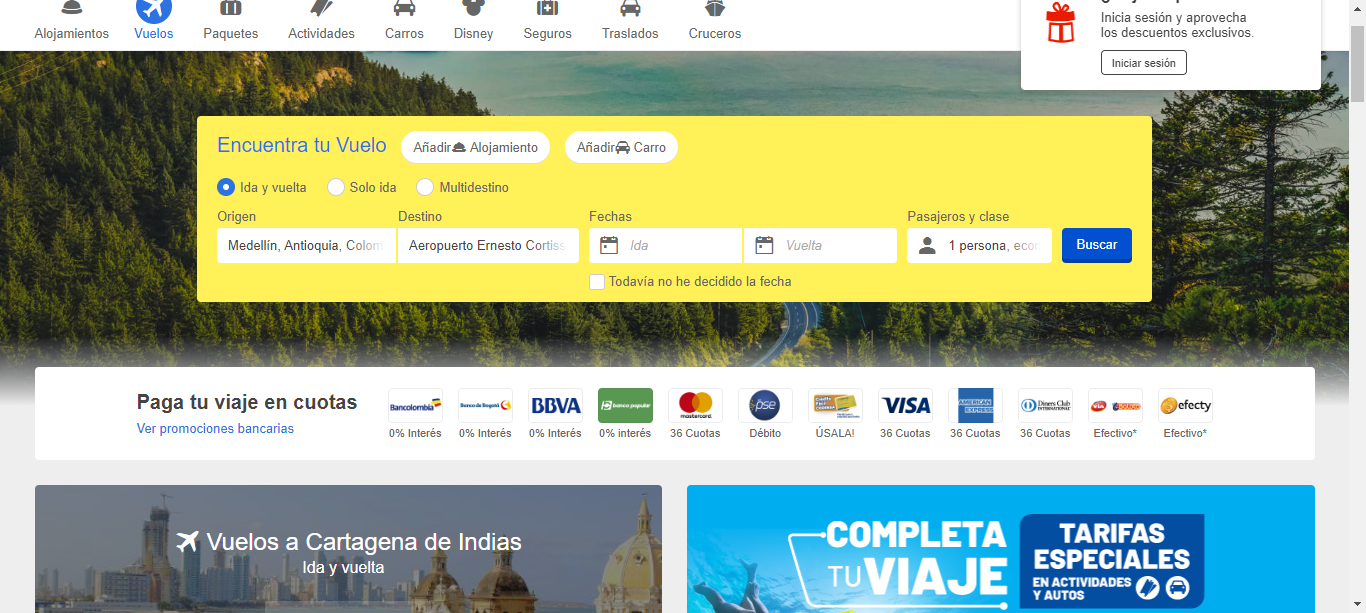 Inicia sesión y aprovecha
los descuentos exclusivos.
Iniciar sesión
Alojamientos Vuelos Paquetes Actividades Carros Disney Seguros Traslados Cruceros
Encuentra tu Vuelo Añadir Alojamiento Añadir Carro
Ida y vuelta Solo ida Multidestino
Origen Destino Fechas Pasajeros y clase
Medellín, Antioquia, Colom Aeropuerto Ernesto Cortiss Ida Vuelta 1 persona, econ Buscar
Todavía no he decidido la fecha
Paga tu viaje en cuotas
Ver promociones bancarias
Bancolombia Banco de Bogotá BBVA banco popular mastercard. pse VISA AMERICAN EXPRESS Diners Club INTERNATIONAL via efecty
0% Interés 0% Interés 0% Interés 0% interés 36 Cuotas Débito ÚSALA! 36 Cuotas 36 Cuotas 36 Cuotas Efectivo* Efectivo*
Vuelos a Cartagena de Indias
Ida y vuelta
COMPLETA
TU VIAJE
TARIFAS
ESPECIALES
EN ACTIVIDADES
Y AUTOS